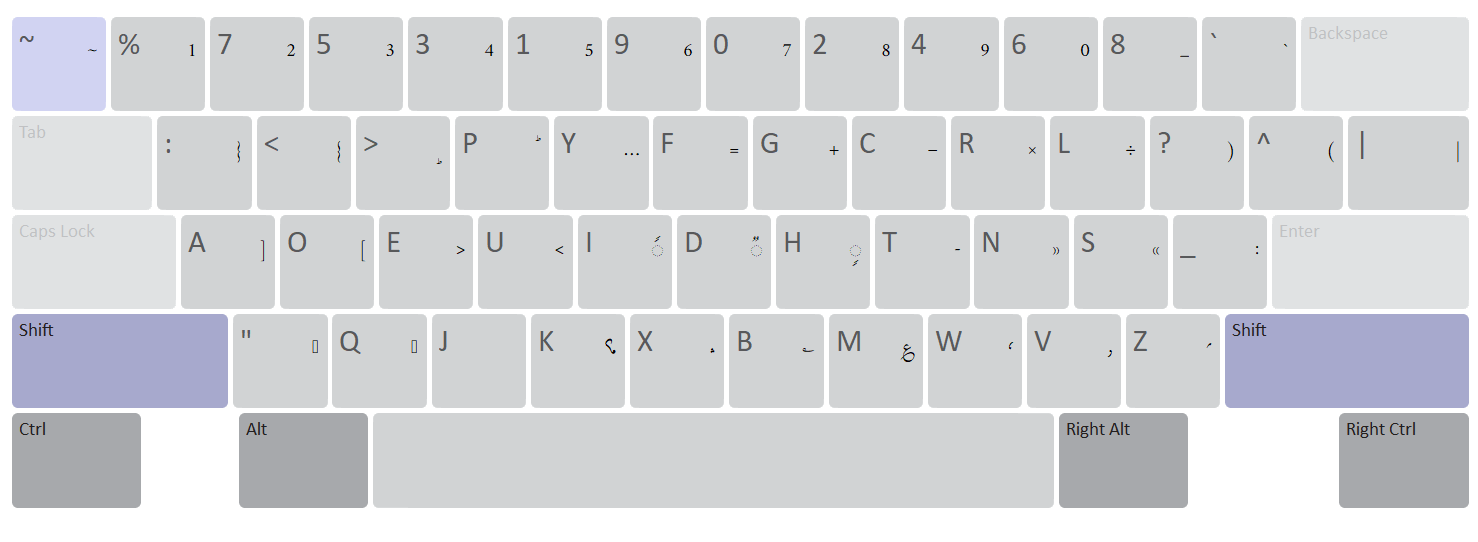 ~ ~ % 1 7 2 5 3 3 4 1 5 9 6 0 7 2 8 4 9 6 0 8 _ ` ` Backspace
Tab : } < { > P Y … F = G + C − R × L ÷ ? ) ^ ( | |
Caps Lock A ] O [ E > U < I D H T - N » S « _ : Enter
Shift " Q J K ؟ X B M W V Z Shift
Ctrl Alt Right Alt Right Ctrl